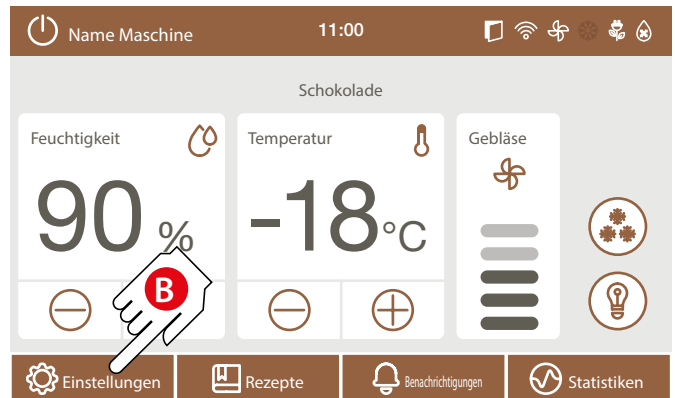 Name Maschine 11:00
Schokolade
Feuchtigkeit Temperatur Gebläse
90 % -18°C
B
Einstellungen Rezepte Benachrichtigungen Statistiken